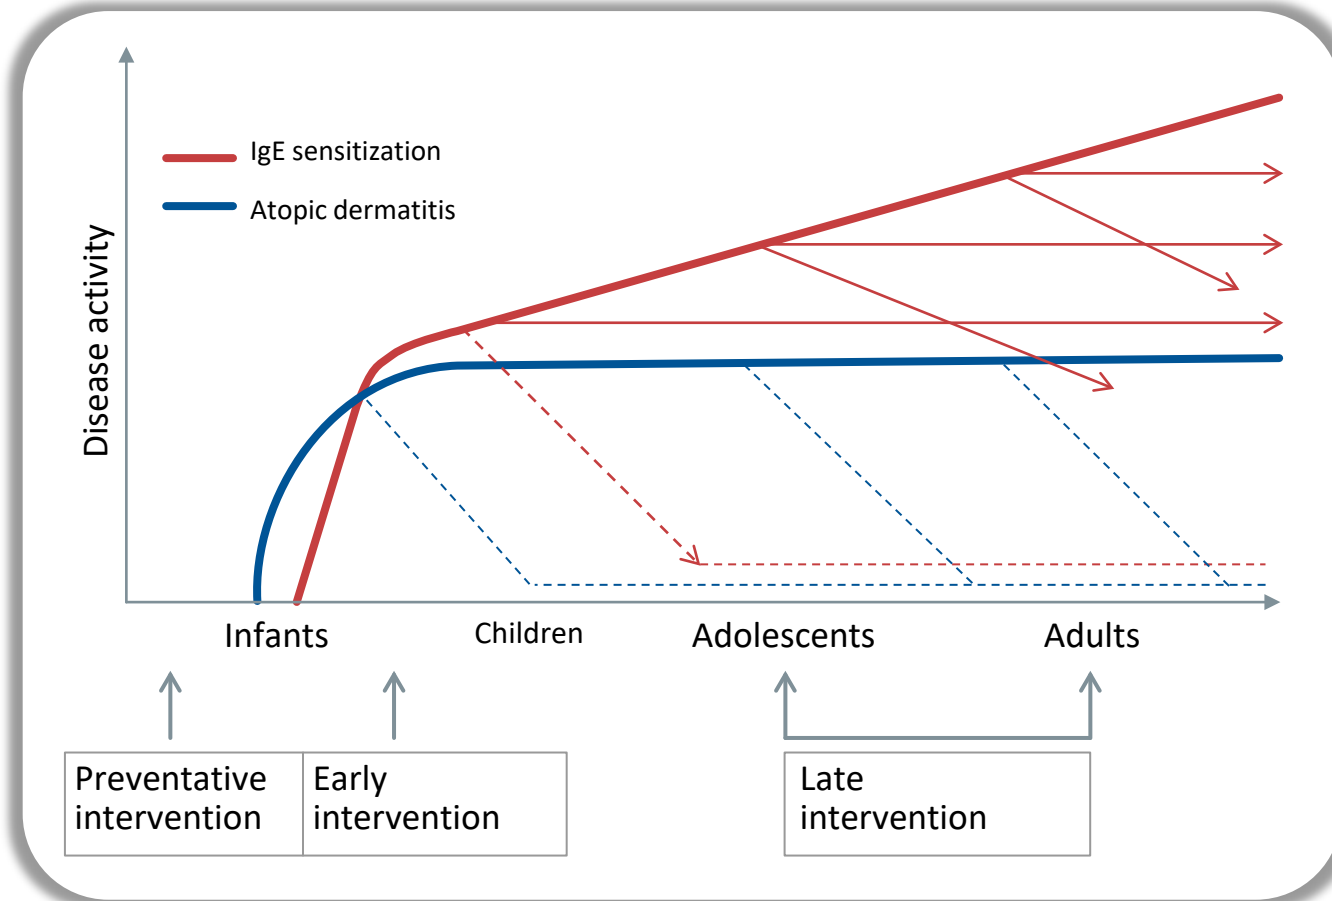 IgE sensitization
Atopic dermatitis
Disease activity
Infants
Children
Adolescents
Adults
Preventative
intervention
Early
intervention
Late
intervention